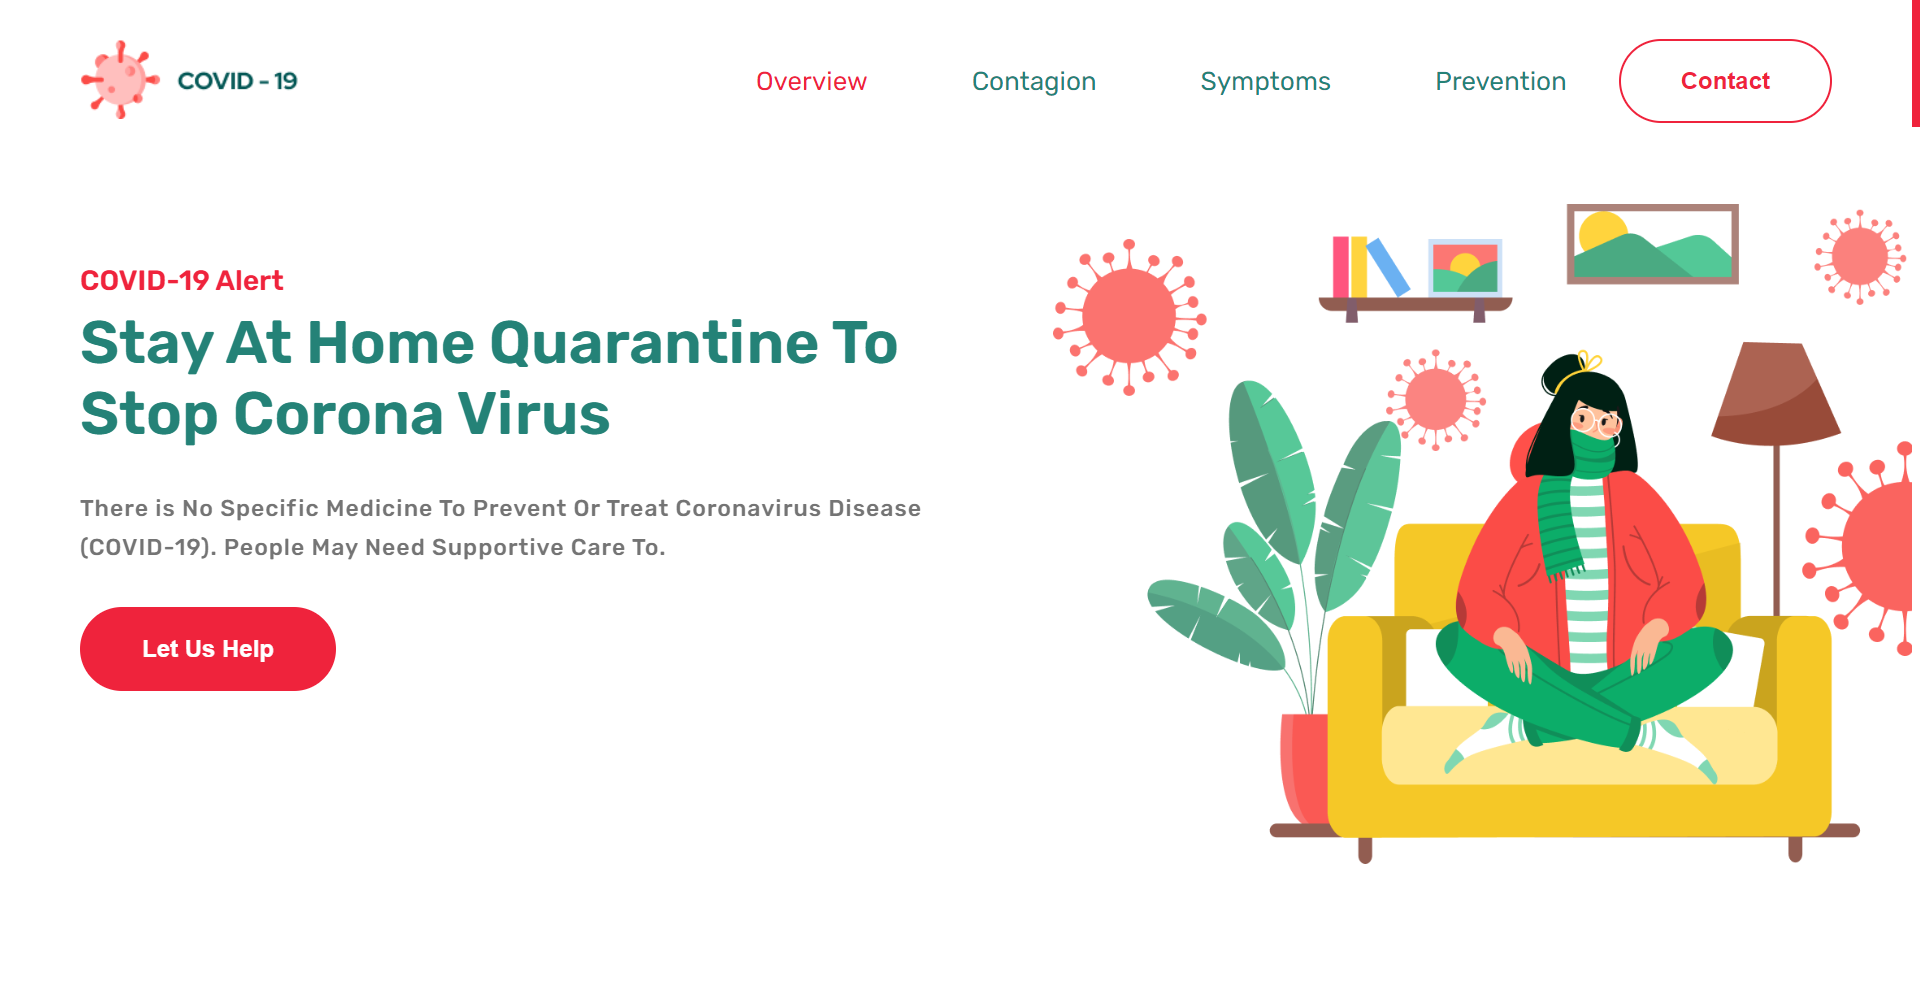 COVID - 19
Overview
Contagion
Symptoms
Prevention
Contact
COVID-19 Alert
Stay At Home Quarantine To
Stop Corona Virus
There is No Specific Medicine To Prevent Or Treat Coronavirus Disease
(COVID-19). People May Need Supportive Care To.
Let Us Help